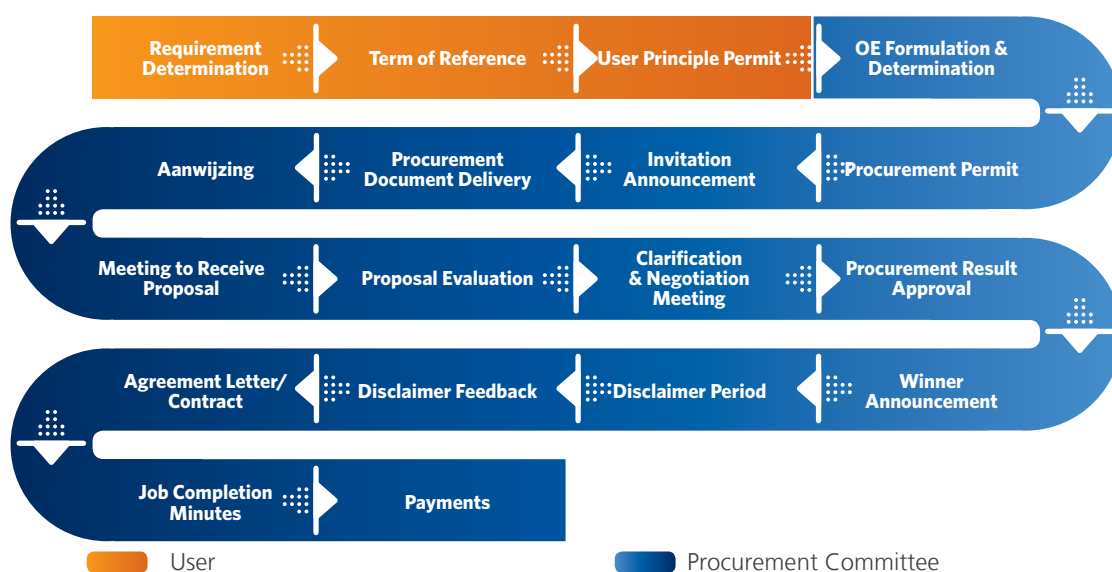 Requirement
Determination
Term of Reference
User Principle Permit
OE Formulation &
Determination
Aanwijzing
Procurement
Document Delivery
Invitation
Announcement
Procurement Permit
Meeting to Receive
Proposal
Proposal Evaluation
Clarification
& Negotiation
Meeting
Procurement Result
Approval
Agreement Letter/
Contract
Disclaimer Feedback
Disclaimer Period
Winner
Announcement
Job Completion
Minutes
Payments
User
Procurement Committee